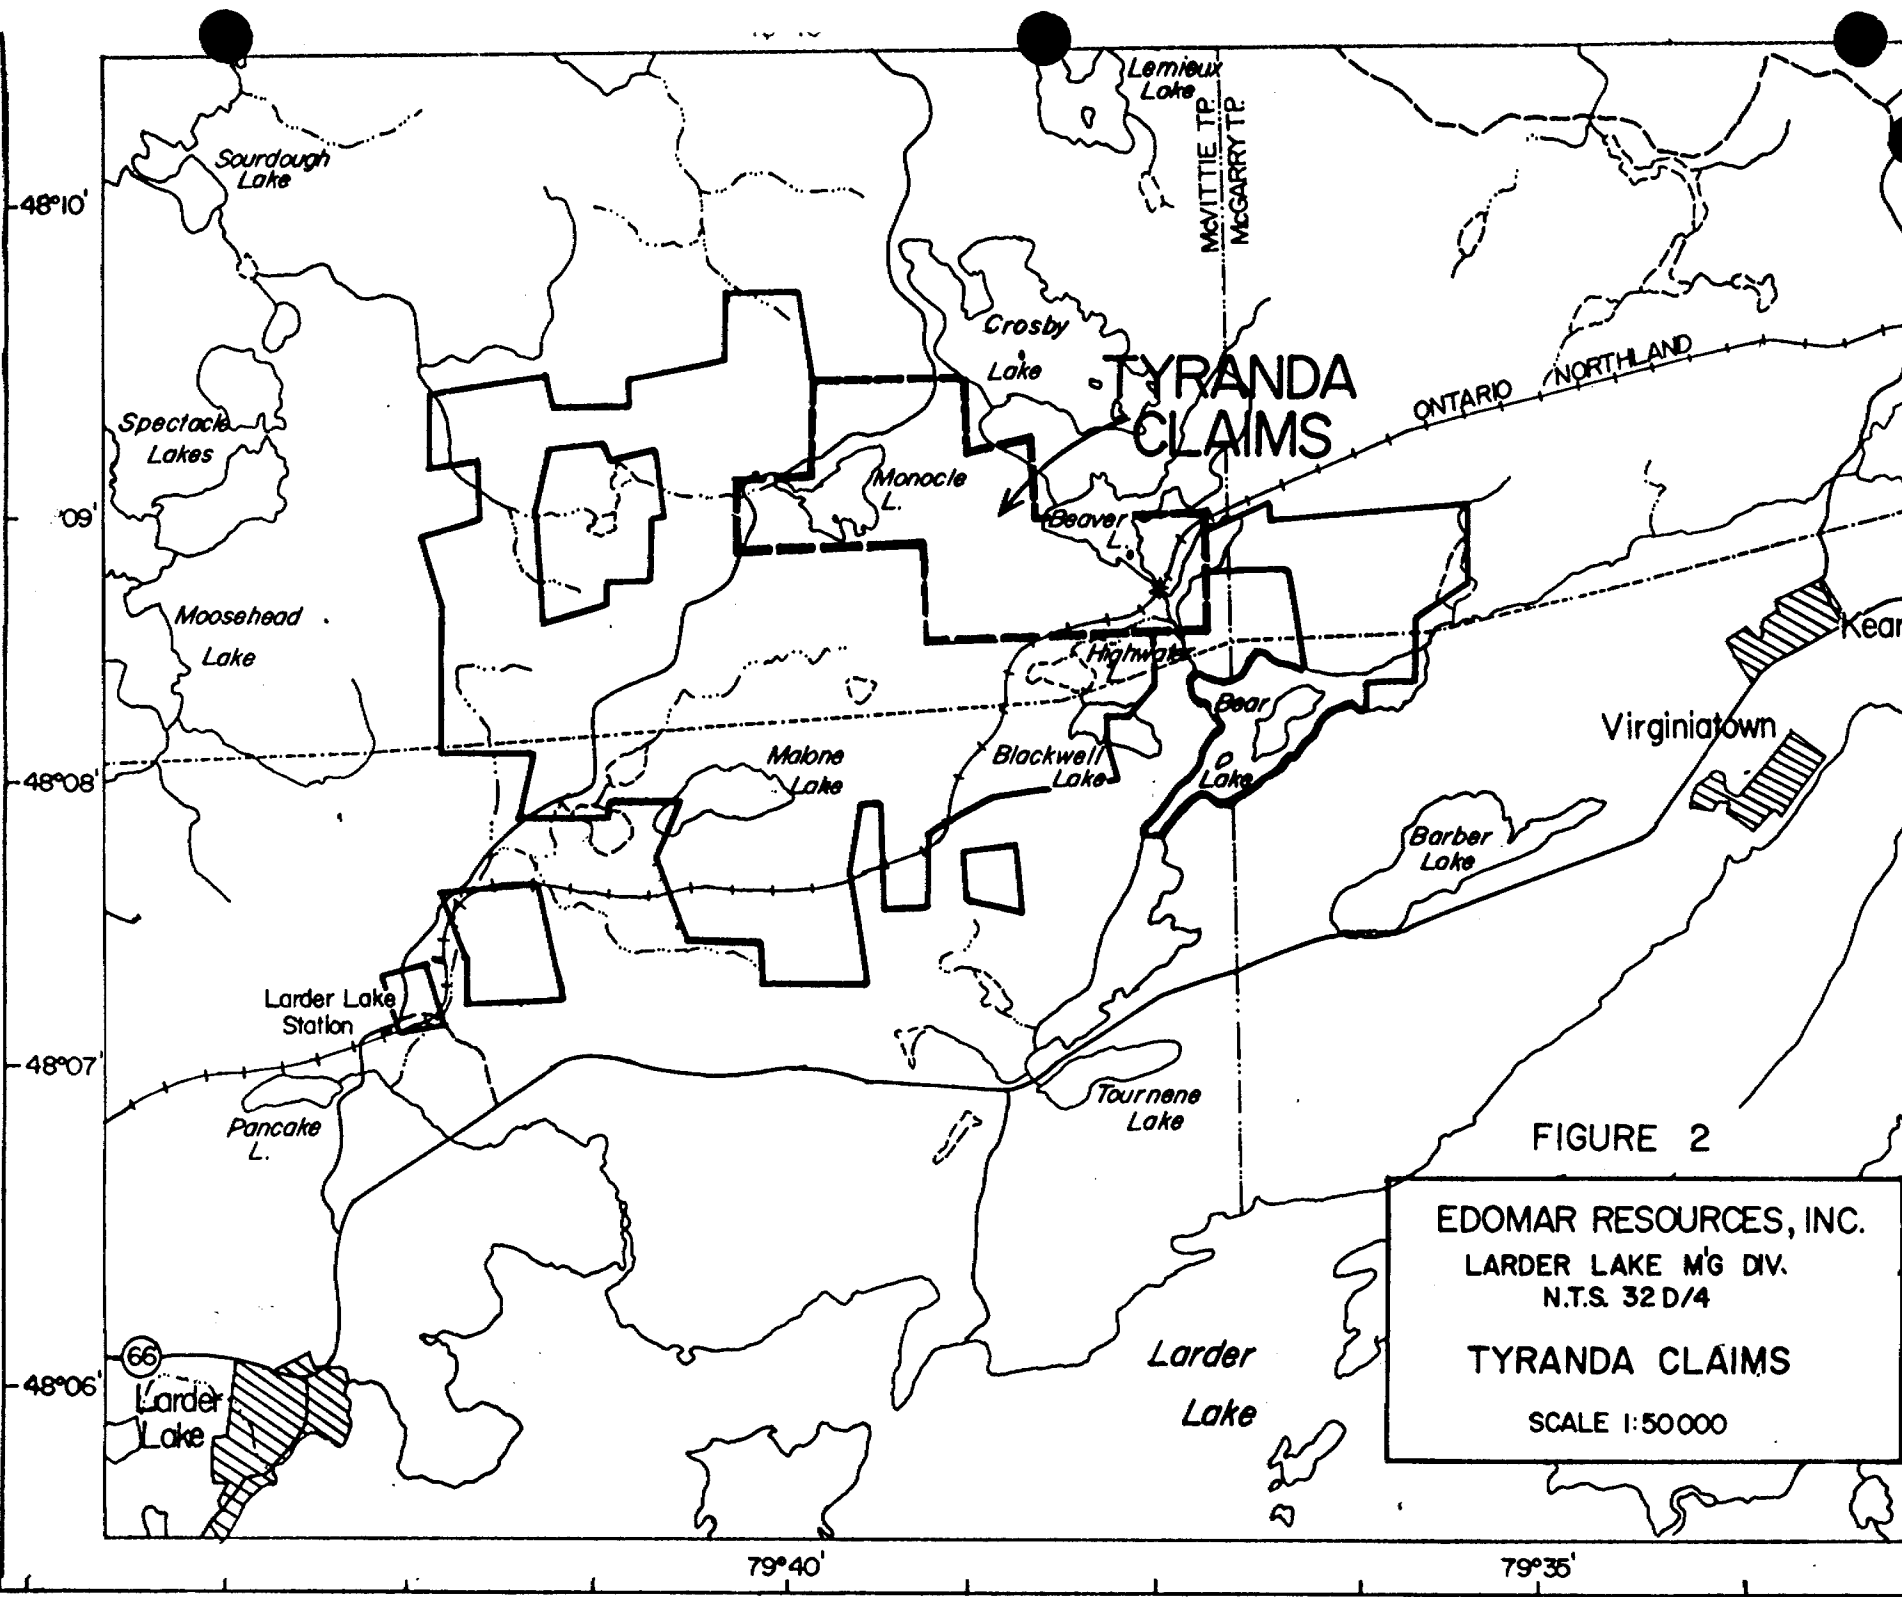 Lemieux
Lake
McVITTIE TP.
McGARRY TP.
Sourdough
Lake
48°10'
Crosby
Lake
TYRANDA
CLAIMS
ONTARIO NORTHLAND
Spectacle
Lakes
Monocle
L.
09'
Beaver
L.
Moosehead
Lake
Kear
Highwater
L.
Bear
Lake
Virginiatown
Malone
Lake
Blackwell
Lake
48°08'
Barber
Lake
Larder Lake
Station
48°07'
Tournene
Lake
Pancake
L.
FIGURE 2
EDOMAR RESOURCES, INC.
LARDER LAKE M'G DIV.
N.T.S. 32 D/4
TYRANDA CLAIMS
SCALE 1:50000
Larder
Lake
66
48°06'
Larder
Lake
79°40'
79°35'